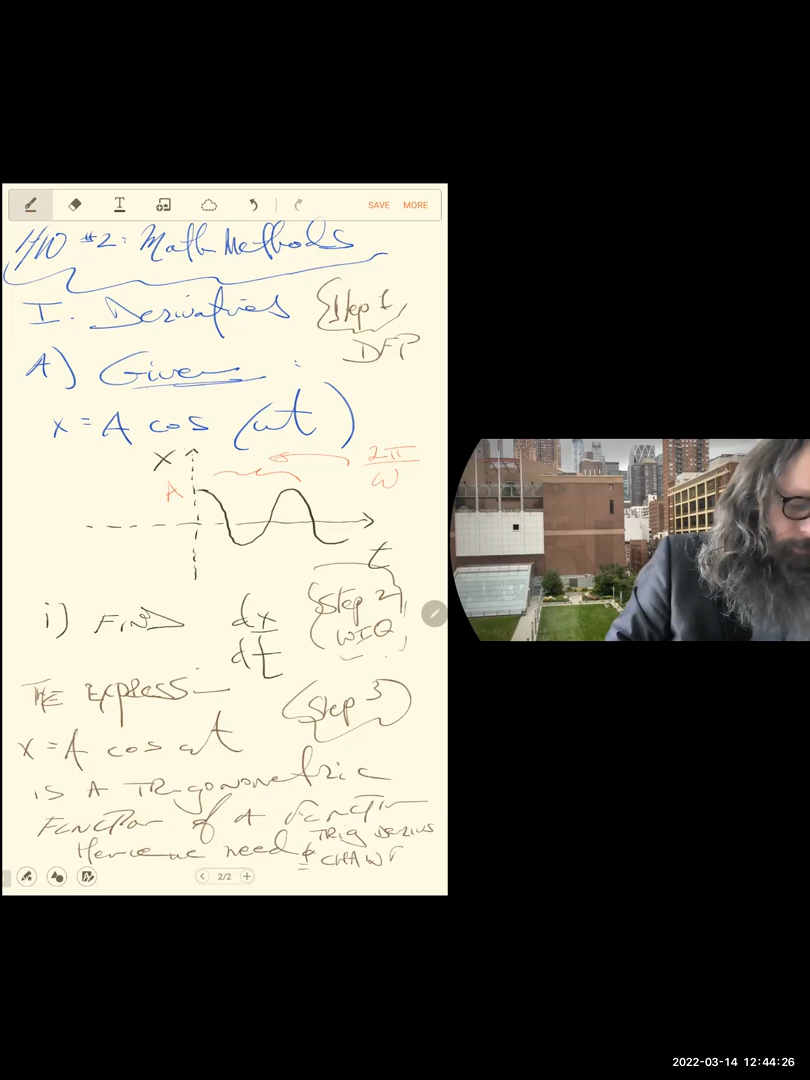 SAVE MORE
HW #2: Math Methods
I. Derivatives {Step 1}
DFP
A) Given :
x = A cos (ωt)
X
A
2π
ω
t
i) FIND dx
dt
{Step 2
WIQ}
THE Express
(Step 3)
x = A cos ωt
is A TRigonometric
Function of A Function
Hence we need TRig DERIVS
& CHAIN
2/2
2022-03-14 12:44:26